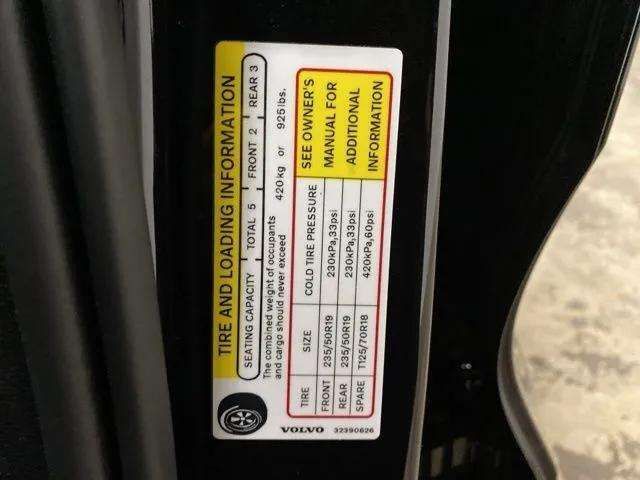 TIRE AND LOADING INFORMATION
SEATING CAPACITY TOTAL 5 FRONT 2 REAR 3
The combined weight of occupants
and cargo should never exceed 420kg or 925lbs.
TIRE SIZE COLD TIRE PRESSURE SEE OWNER'S
FRONT 235/50R19 230kPa,33psi MANUAL FOR
REAR 235/50R19 230kPa,33psi ADDITIONAL
SPARE T125/70R18 420kPa,60psi INFORMATION
VOLVO 32390626